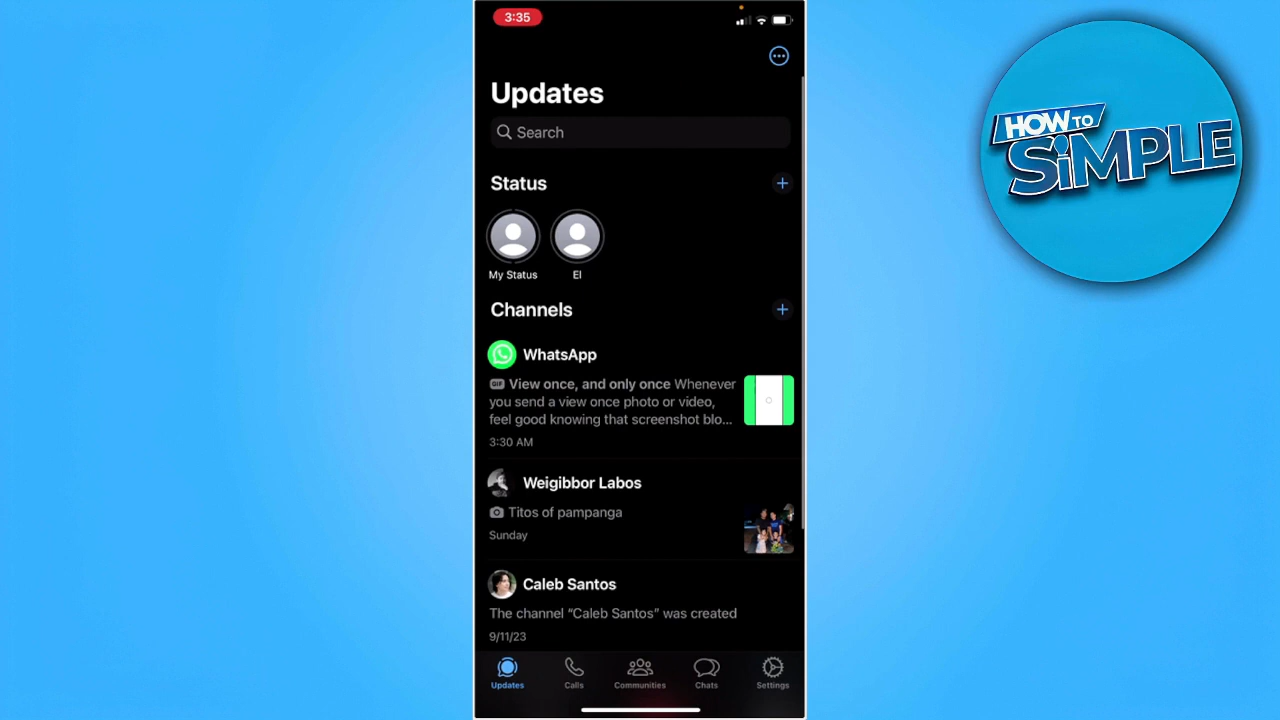 3:35
Updates
Search
Status
My Status
El
Channels
WhatsApp
GIF View once, and only once Whenever
you send a view once photo or video,
feel good knowing that screenshot blo...
3:30 AM
Weigibbor Labos
Titos of pampanga
Sunday
Caleb Santos
The channel “Caleb Santos” was created
9/11/23
Updates
Calls
Communities
Chats
Settings
HOW TO
SiMPLE